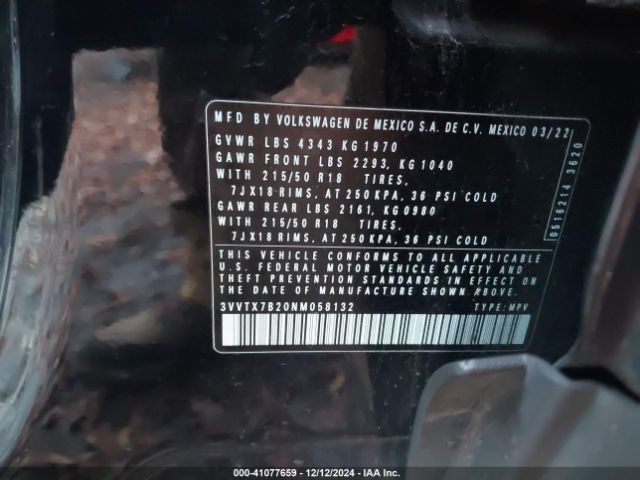 MFD BY VOLKSWAGEN DE MEXICO S.A. DE C.V. MEXICO 03/22
GVWR LBS 4343 KG 1970
GAWR FRONT LBS 2293, KG 1040
WITH 215/50 R18 TIRES,
7JX18 RIMS, AT 250 KPA, 36 PSI COLD
GAWR REAR LBS 2161, KG0980
WITH 215/50 R18 TIRES,
7JX18 RIMS, AT 250 KPA, 36 PSI COLD
THIS VEHICLE CONFORMS TO ALL APPLICABLE
U.S. FEDERAL MOTOR VEHICLE SAFETY AND
THEFT PREVENTION STANDARDS IN EFFECT ON
THE DATE OF MANUFACTURE SHOWN ABOVE.
3VVTX7B20NM058132 TYPE: MPV
05116214 3620
000-41077659 • 12/12/2024 • IAA Inc.